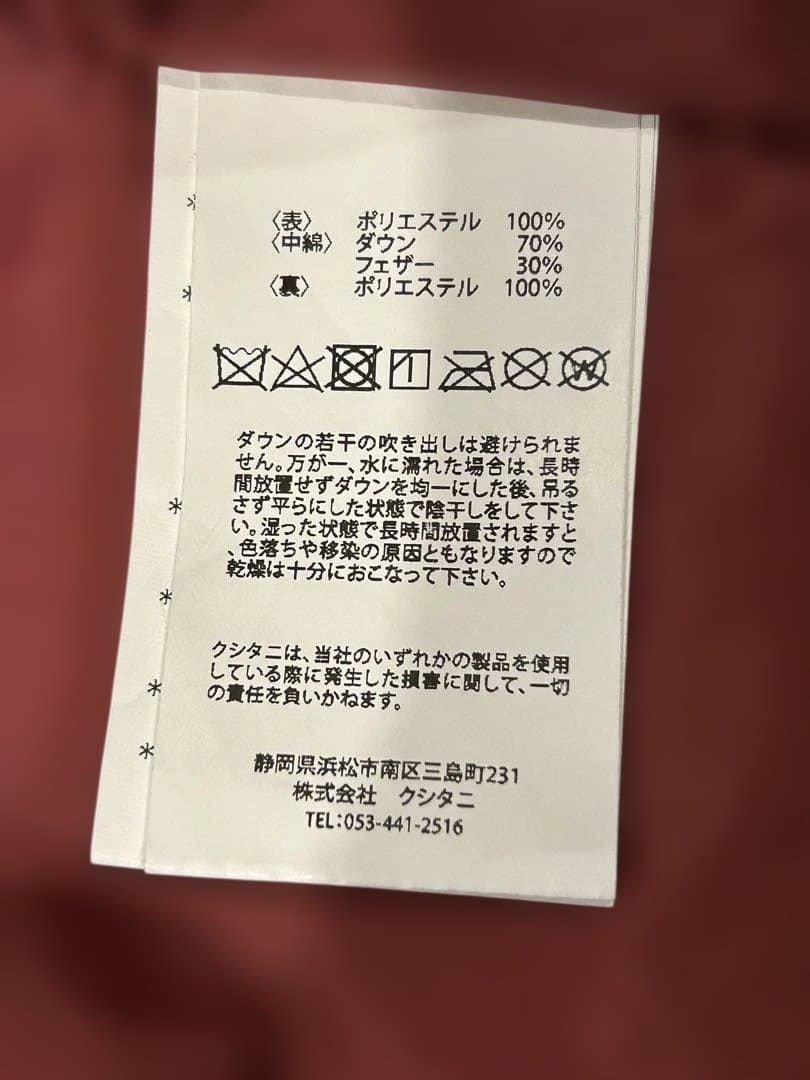 〈表〉 ポリエステル 100%
〈中綿〉 ダウン 70%
フェザー 30%
〈裏〉 ポリエステル 100%
W
ダウンの若干の吹き出しは避けられま
せん。万が一、水に濡れた場合は、長時
間放置せずダウンを均一にした後、吊る
さず平らにした状態で陰干しをして下さ
い。湿った状態で長時間放置されますと
、色落ちや移染の原因ともなりますので
乾燥は十分におこなって下さい。
クシタニは、当社のいずれかの製品を使用
している際に発生した損害に関して、一切
の責任を負いかねます。
静岡県浜松市南区三島町231
株式会社 クシタニ
TEL:053-441-2516